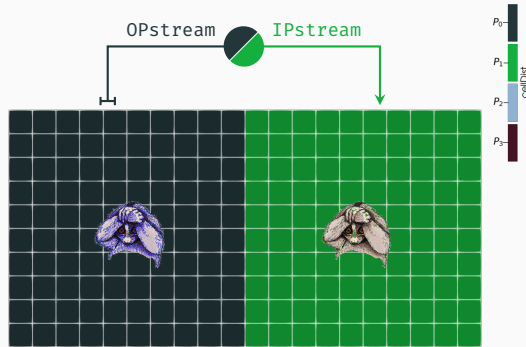 OPstream IPstream
P₀
P₁
P₂
P₃
cellDist